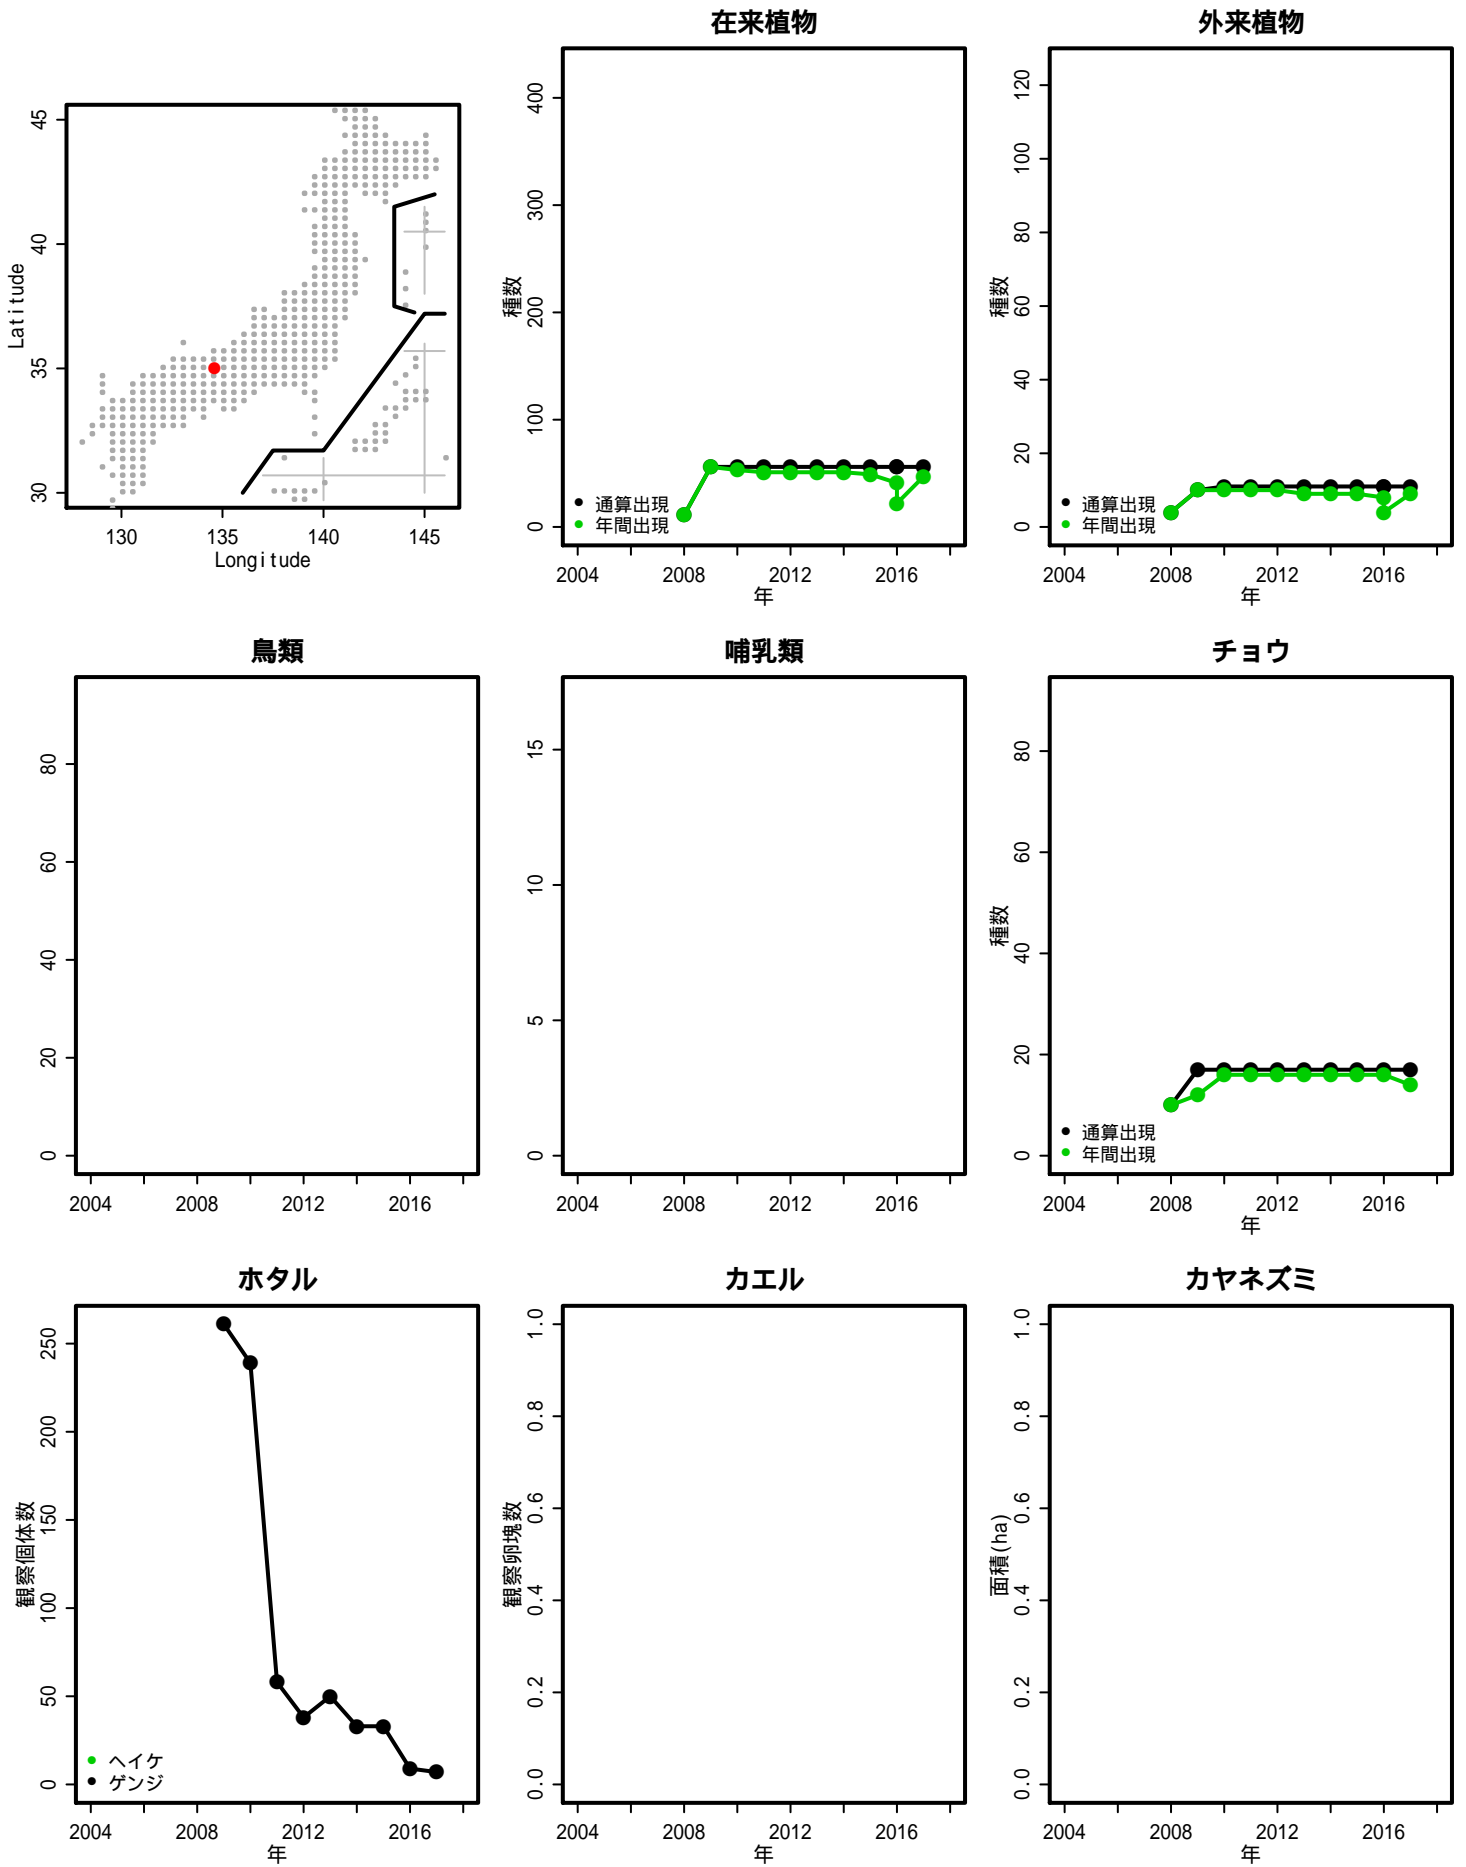 在来植物
外来植物
45
40
35
30
Latitude
130
135
140
145
Longitude
400
300
200
100
0
種数
通算出現
年間出現
2004
2008
2012
2016
年
120
100
80
60
40
20
0
種数
通算出現
年間出現
2004
2008
2012
2016
年
鳥類
哺乳類
チョウ
80
60
40
20
0
2004
2008
2012
2016
15
10
5
0
2004
2008
2012
2016
80
60
40
20
0
種数
通算出現
年間出現
2004
2008
2012
2016
年
ホタル
カエル
カヤネズミ
250
200
150
100
50
0
観察個体数
ヘイケ
ゲンジ
2004
2008
2012
2016
年
1.0
0.8
0.6
0.4
0.2
0.0
観察卵塊数
2004
2008
2012
2016
年
1.0
0.8
0.6
0.4
0.2
0.0
面積(ha)
2004
2008
2012
2016
年